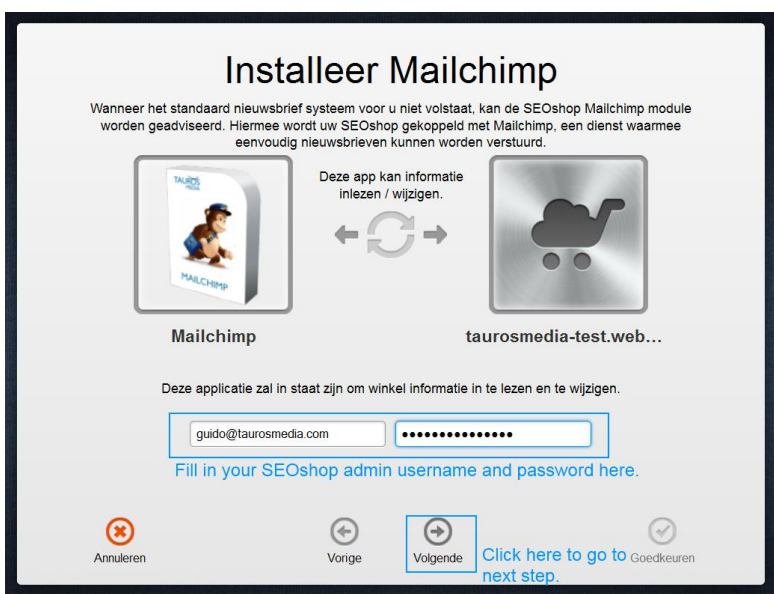 Installeer Mailchimp
Wanneer het standaard nieuwsbrief systeem voor u niet volstaat, kan de SEOshop Mailchimp module
worden geadviseerd. Hiermee wordt uw SEOshop gekoppeld met Mailchimp, een dienst waarmee
eenvoudig nieuwsbrieven kunnen worden verstuurd.
TAUROS
MEDIA
MAILCHIMP
Deze app kan informatie
inlezen / wijzigen.
Mailchimp
taurosmedia-test.web...
Deze applicatie zal in staat zijn om winkel informatie in te lezen en te wijzigen.
guido@taurosmedia.com
•••••••••••••••
Fill in your SEOshop admin username and password here.
Annuleren
Vorige
Volgende
Click here to go to
next step.
Goedkeuren